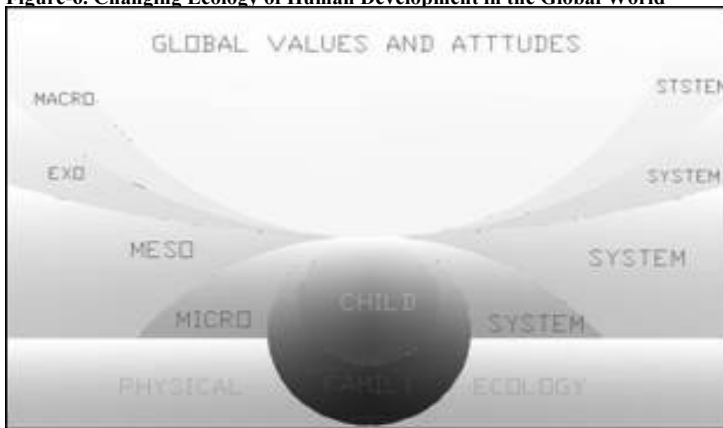 Figure-6. Changing Ecology of Human Development in the Global World
GLOBAL VALUES AND ATTTUDES
MACRO STSTEM
EXO SYSTEM
MESO SYSTEM
CHILD
MICRO SYSTEM
PHYSICAL FAMILY ECOLOGY